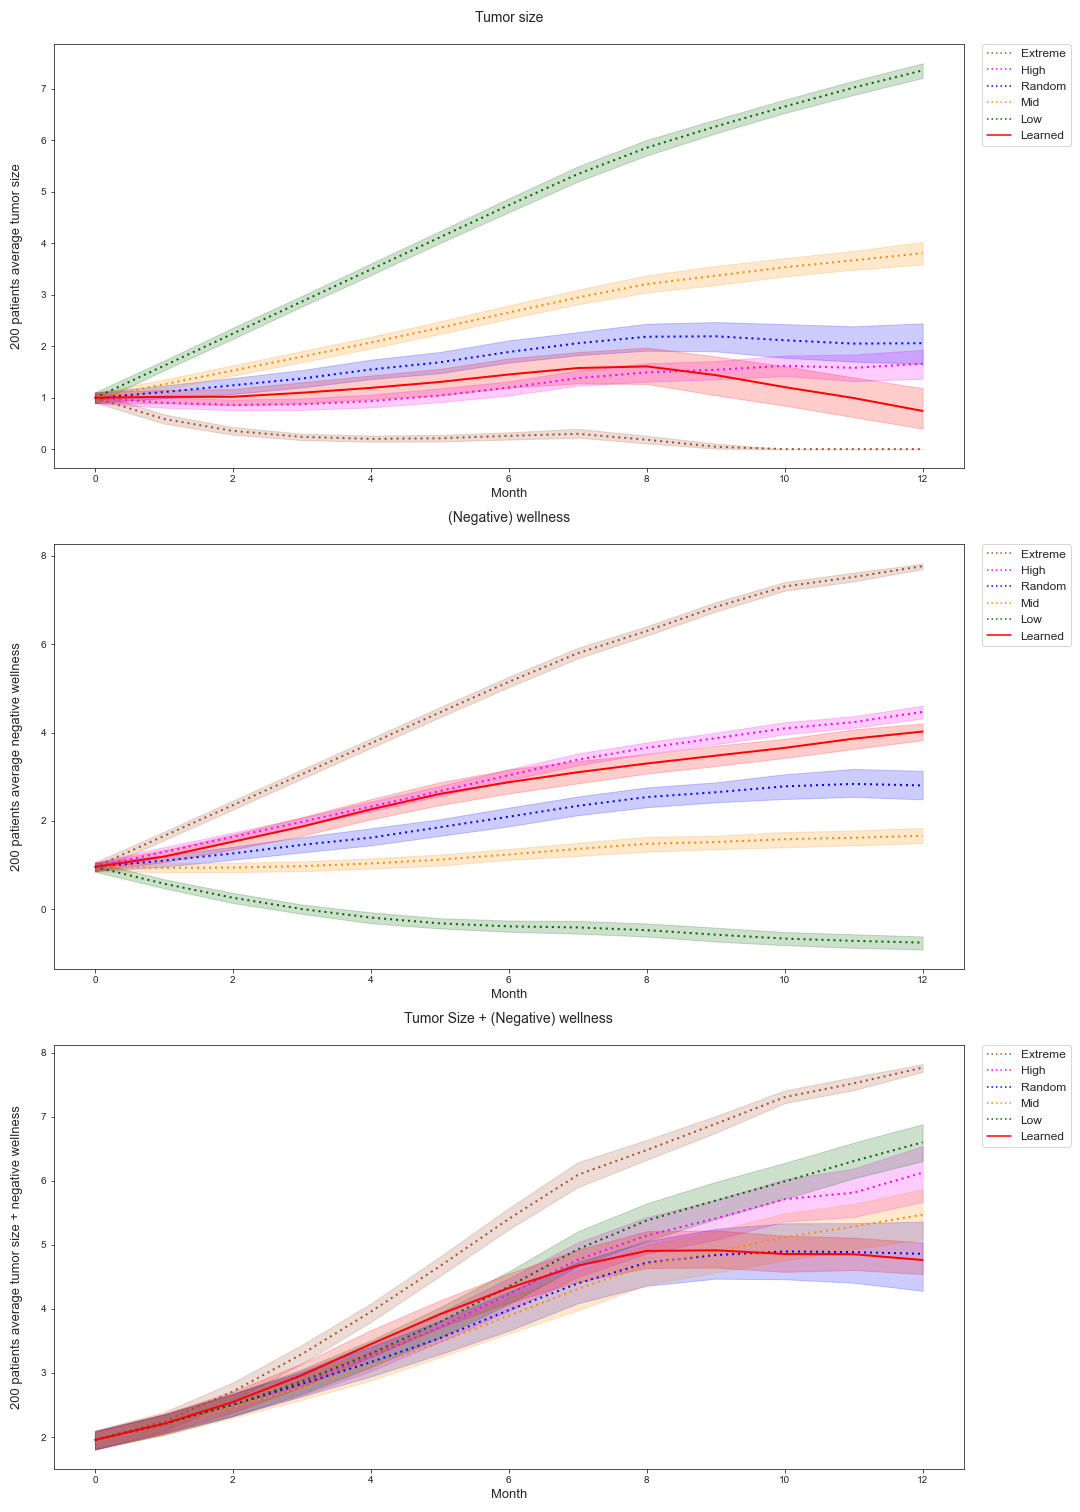 Tumor size
200 patients average tumor size
7
6
5
4
3
2
1
0
0 2 4 6 8 10 12
Month
Extreme
High
Random
Mid
Low
Learned
(Negative) wellness
200 patients average negative wellness
8
6
4
2
0
0 2 4 6 8 10 12
Month
Extreme
High
Random
Mid
Low
Learned
Tumor Size + (Negative) wellness
200 patients average tumor size + negative wellness
8
7
6
5
4
3
2
0 2 4 6 8 10 12
Month
Extreme
High
Random
Mid
Low
Learned